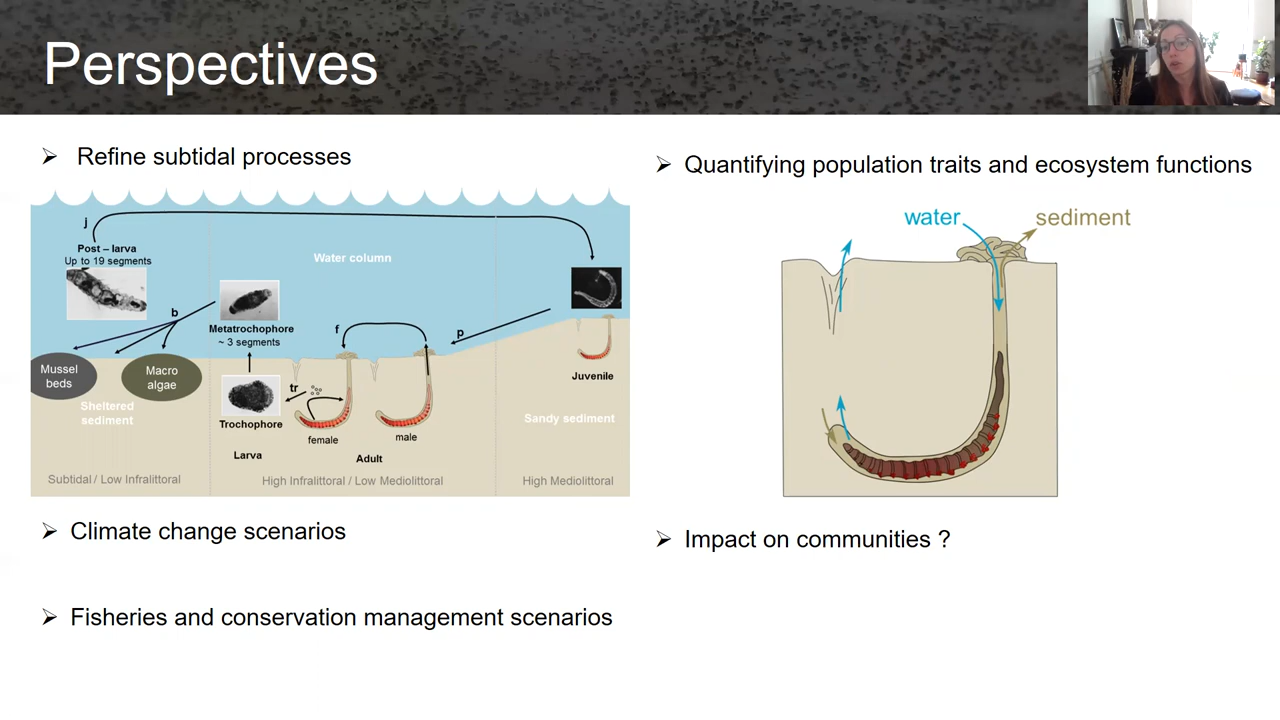 Perspectives
➢ Refine subtidal processes
j
Post – larva
Up to 19 segments
Water column
b
Metatrochophore
~ 3 segments
f
p
Mussel
beds
Macro
algae
Sheltered
sediment
tr
Trochophore
female
male
Juvenile
Sandy sediment
Larva
Adult
Subtidal / Low Infralittoral
High Infralittoral / Low Mediolittoral
High Mediolittoral
➢ Climate change scenarios
➢ Fisheries and conservation management scenarios
➢ Quantifying population traits and ecosystem functions
water
sediment
➢ Impact on communities ?